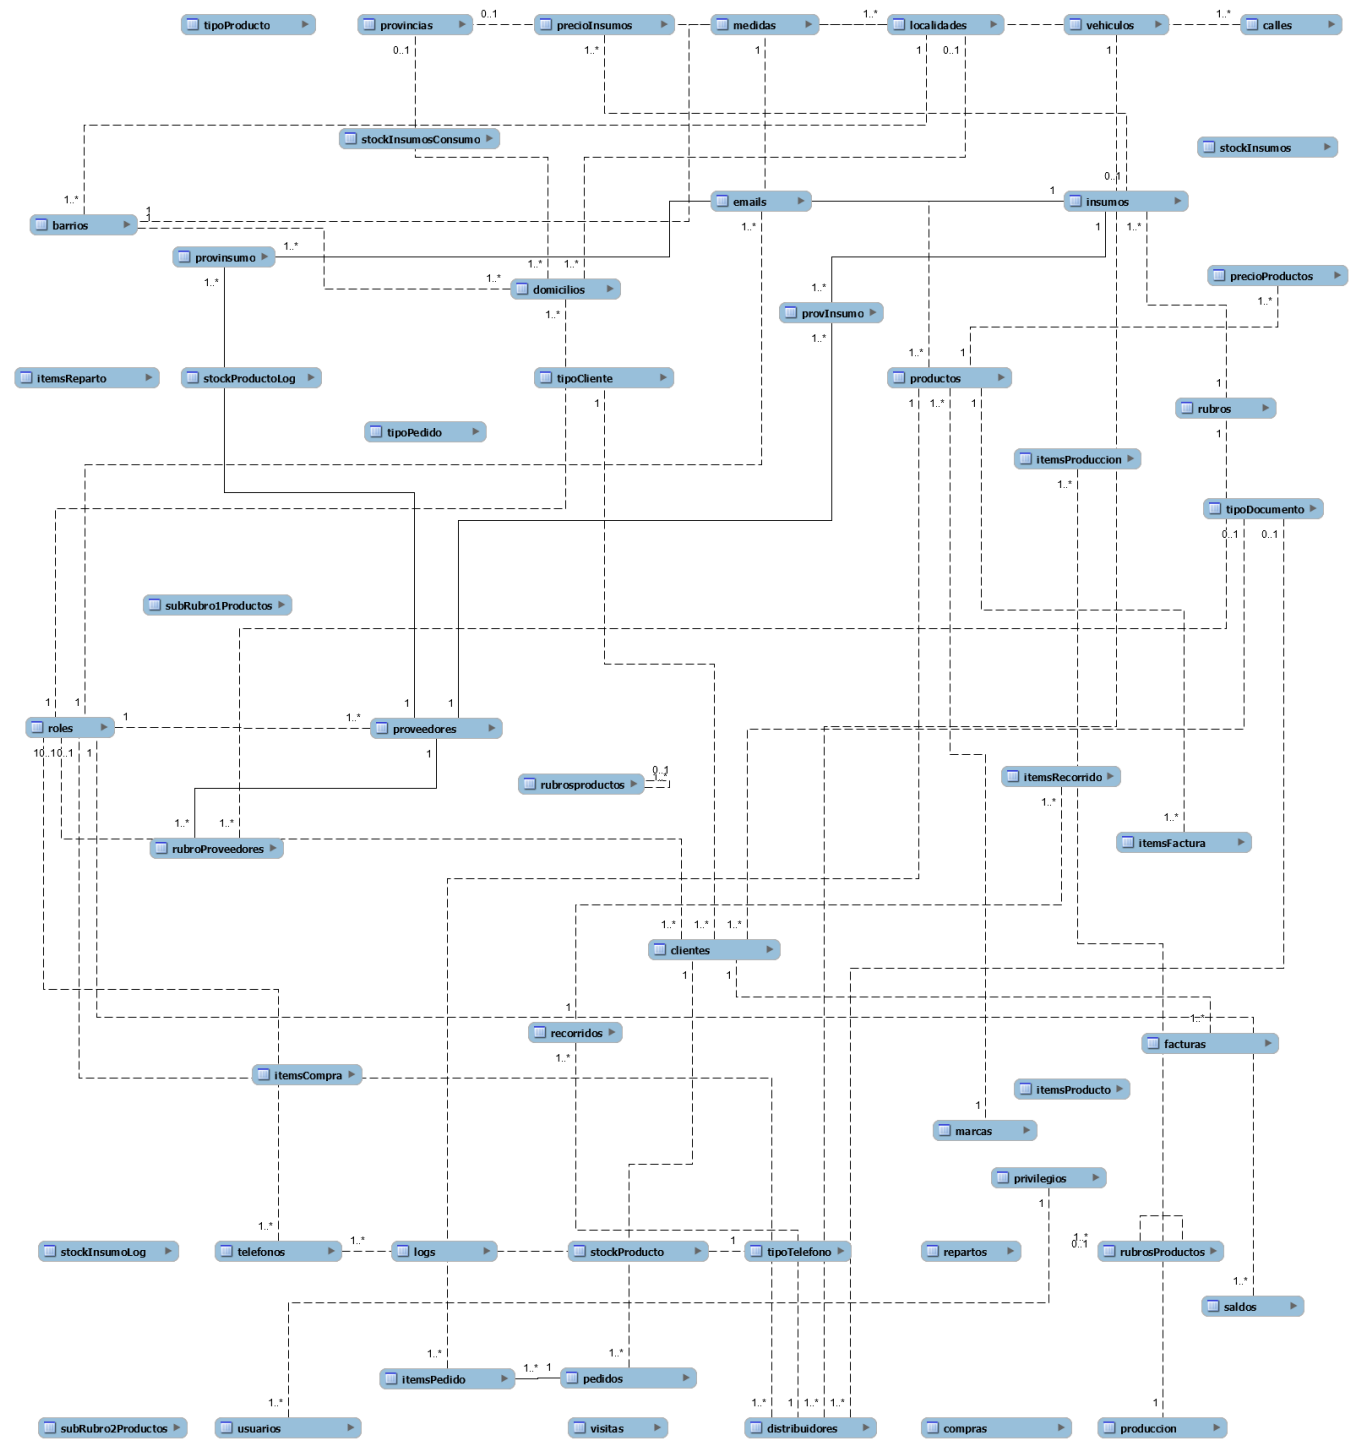 tipoProducto provincias 0..1 precioInsumos medidas 1..* localidades vehiculos 1..* calles
0..1 1..* 1 1 0..1 1
stockInsumosConsumo stockInsumos
0..1
1..* 1 emails 1 insumos
barrios 1 1..* 1 1..*
provinsumo 1..*
1..* 1..* 1..* 1..* precioProductos
domicilios 1..* 1..*
1..* provInsumo
1..*
1..* 1
itemsReparto stockProductoLog tipoCliente productos 1
1 1 1..* 1 rubros
tipoPedido 1
itemsProduccion
1..*
tipoDocumento
0..1 0..1
subRubro1Productos
1 1 1 1
roles 1 1..* proveedores
10..10..1 1 1
0..1
rubrosproductos 1..* itemsRecorrido
1..*
1..* 1..* 1..*
rubroProveedores itemsFactura
1..* 1..* 1..*
clientes
1 1
1 1..*
recorridos facturas
1..*
itemsCompra itemsProducto
1
marcas
privilegios
1
1..* 1..* 1 1..*
0..1
stockInsumoLog telefonos logs stockProducto tipoTelefono repartos rubrosProductos
1..*
saldos
1..* 1..*
itemsPedido 1..* 1 pedidos
1..* 1..* 1 1..* 1..* 1
subRubro2Productos usuarios visitas distribuidores compras produccion